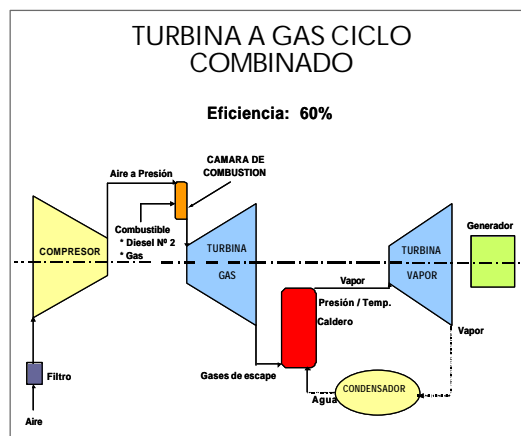 TURBINA A GAS CICLO
COMBINADO
Eficiencia: 60%
CAMARA DE
COMBUSTION
Aire a Presión
Combustible
* Diesel Nº 2
* Gas
COMPRESOR
TURBINA
GAS
TURBINA
VAPOR
Generador
Vapor
Presión / Temp.
Caldero
Vapor
Filtro
Gases de escape
Agua
CONDENSADOR
Aire